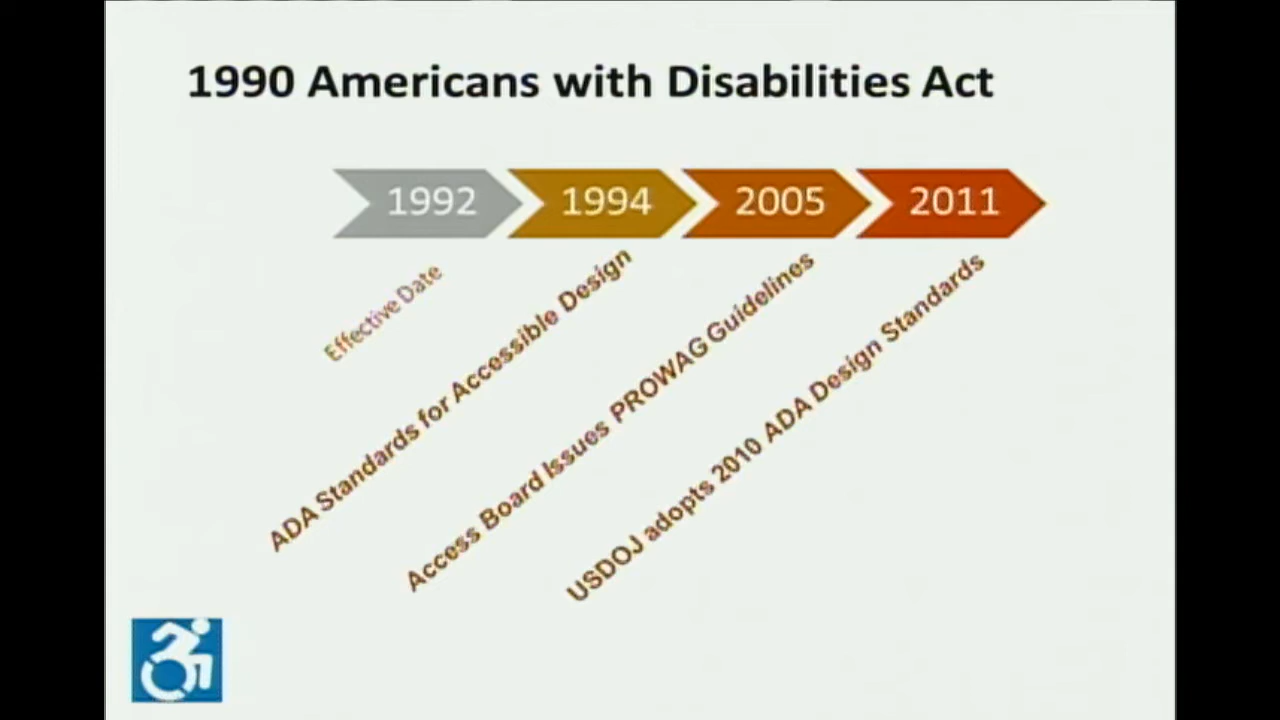 1990 Americans with Disabilities Act
1992
1994
2005
2011
Effective Date
ADA Standards for Accessible Design
Access Board Issues PROWAG Guidelines
USDOJ adopts 2010 ADA Design Standards